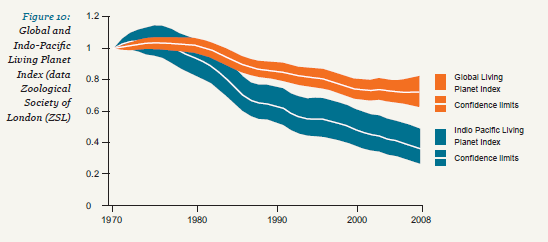 Figure 10:
Global and
Indo-Pacific
Living Planet
Index (data
Zoological
Society of
London (ZSL)
1.2
1
0.8
0.6
0.4
0.2
0
1970
1980
1990
2000
2008
Global Living
Planet Index
Confidence limits
Indio Pacific Living
Planet Index
Confidence limits